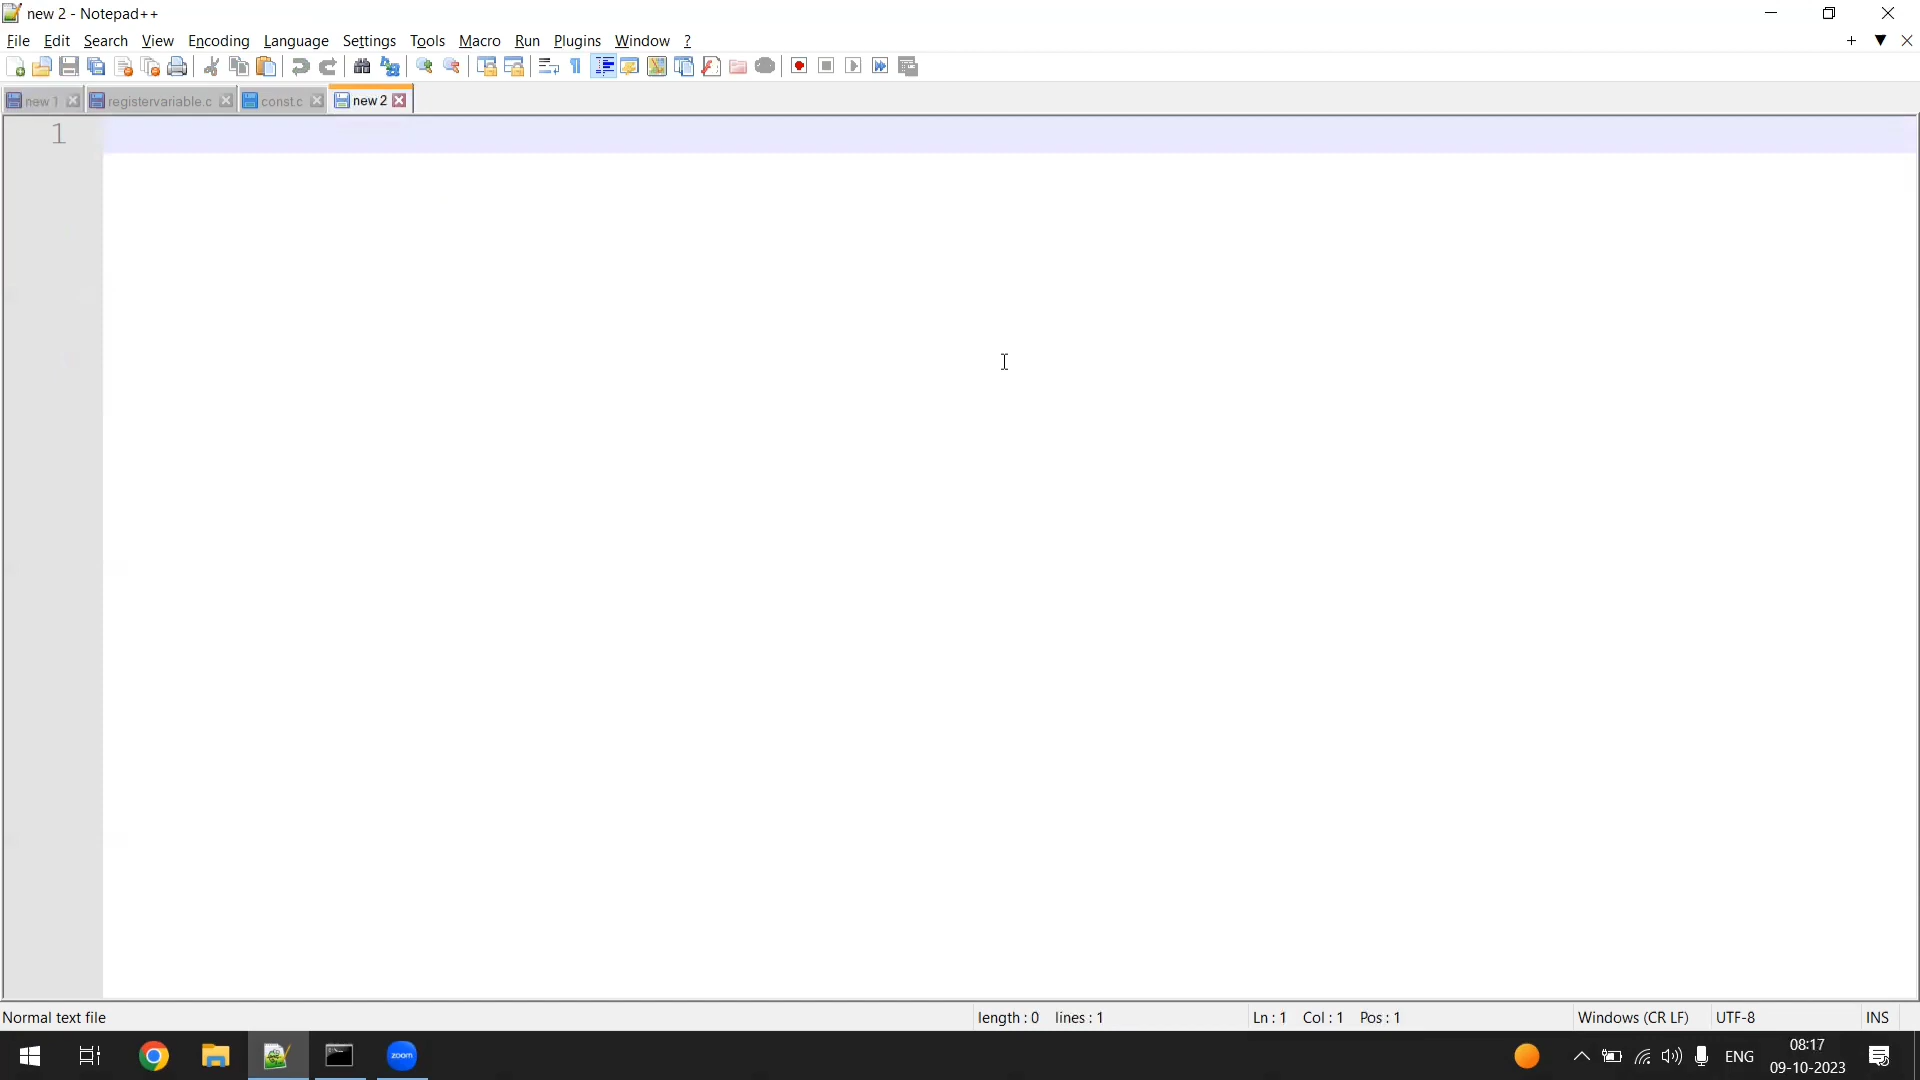 new 2 - Notepad++
File Edit Search View Encoding Language Settings Tools Macro Run Plugins Window ?
new 1 registervariable.c const.c new 2
1
Normal text file length : 0 lines : 1 Ln : 1 Col : 1 Pos : 1 Windows (CR LF) UTF-8 INS
zoom ENG 08:17
09-10-2023